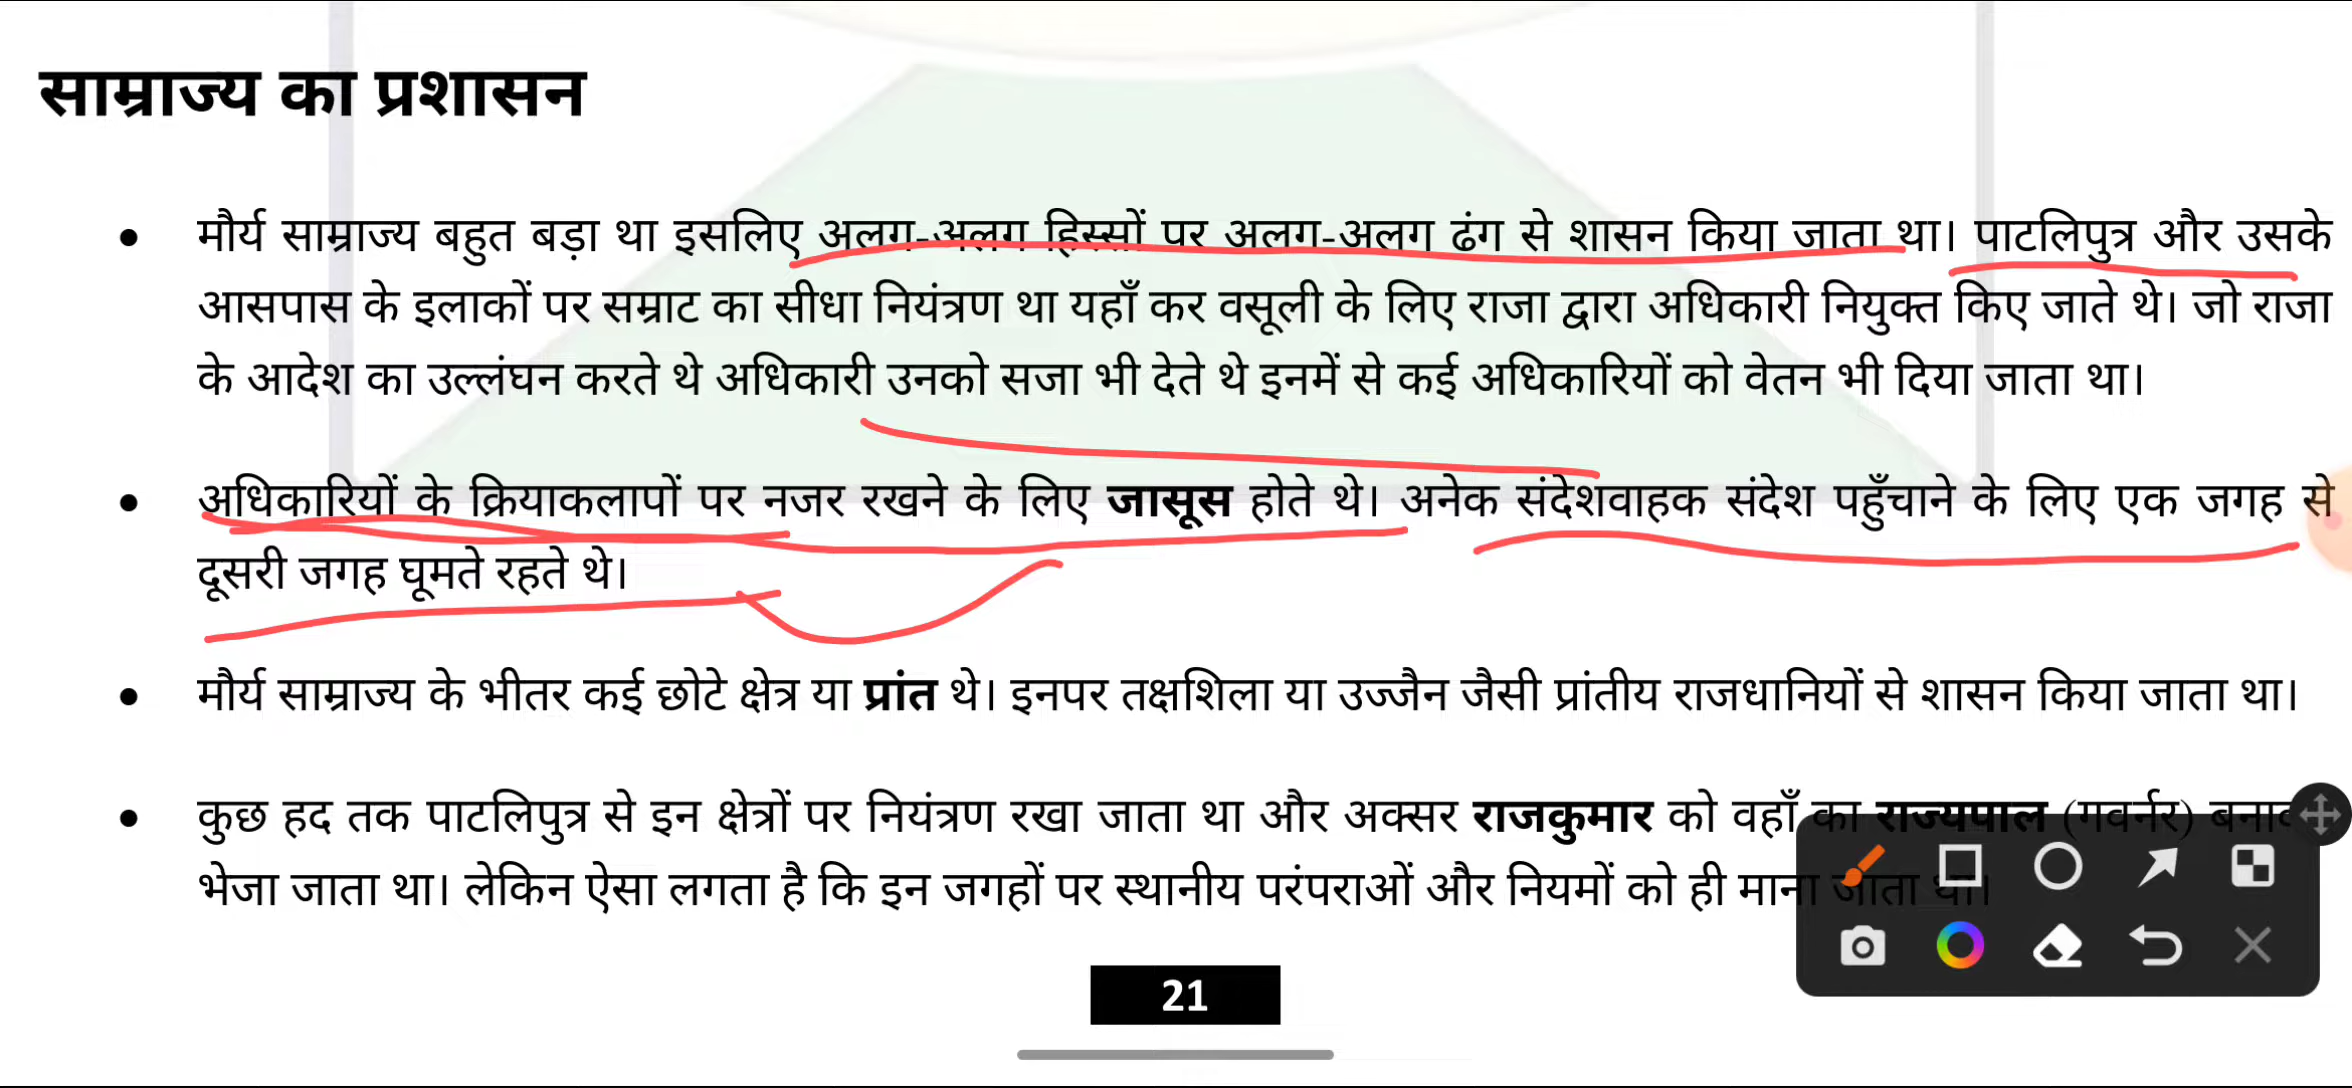 साम्राज्य का प्रशासन
• मौर्य साम्राज्य बहुत बड़ा था इसलिए अलग-अलग हिस्सों पर अलग-अलग ढंग से शासन किया जाता था। पाटलिपुत्र और उसके
आसपास के इलाकों पर सम्राट का सीधा नियंत्रण था यहाँ कर वसूली के लिए राजा द्वारा अधिकारी नियुक्त किए जाते थे। जो राजा
के आदेश का उल्लंघन करते थे अधिकारी उनको सजा भी देते थे इनमें से कई अधिकारियों को वेतन भी दिया जाता था।
• अधिकारियों के क्रियाकलापों पर नजर रखने के लिए जासूस होते थे। अनेक संदेशवाहक संदेश पहुँचाने के लिए एक जगह से
दूसरी जगह घूमते रहते थे।
• मौर्य साम्राज्य के भीतर कई छोटे क्षेत्र या प्रांत थे। इनपर तक्षशिला या उज्जैन जैसी प्रांतीय राजधानियों से शासन किया जाता था।
• कुछ हद तक पाटलिपुत्र से इन क्षेत्रों पर नियंत्रण रखा जाता था और अक्सर राजकुमार को वहाँ का राज्यपाल (गवर्नर)
भेजा जाता था। लेकिन ऐसा लगता है कि इन जगहों पर स्थानीय परंपराओं और नियमों को ही माना जाता था।
21